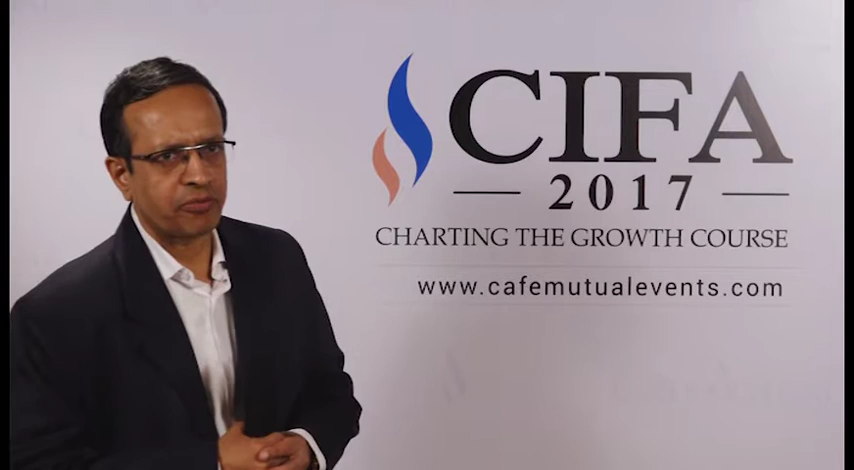 CIFA
2017
CHARTING THE GROWTH COURSE
www.cafemutualevents.com